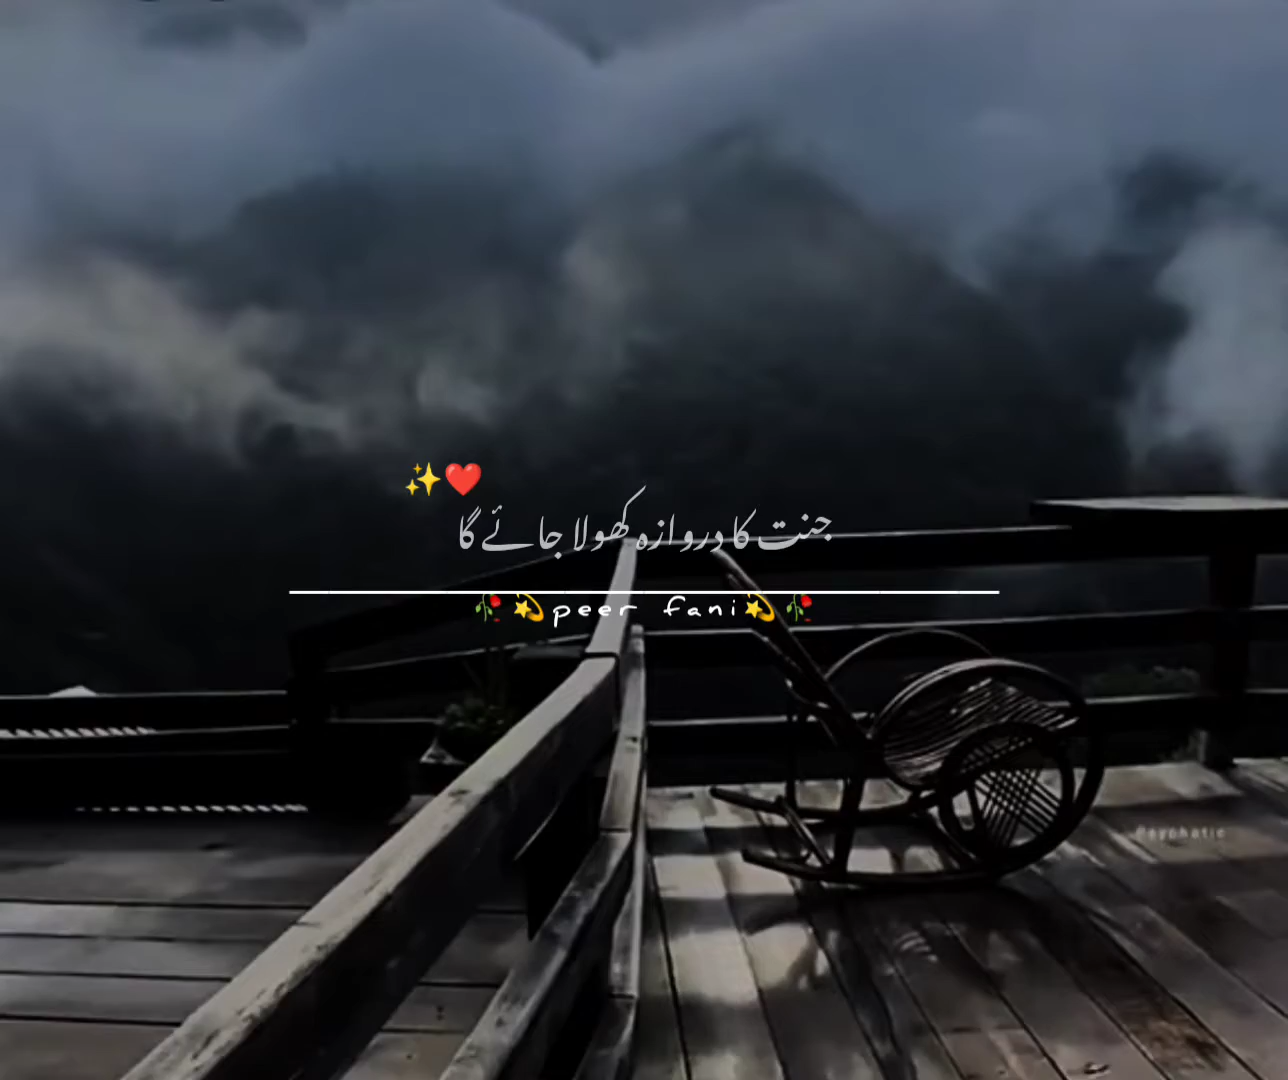 ✨❤️
جنت کا دروازہ کھولا جائے گا
🥀 💫 peer fani 💫 🥀